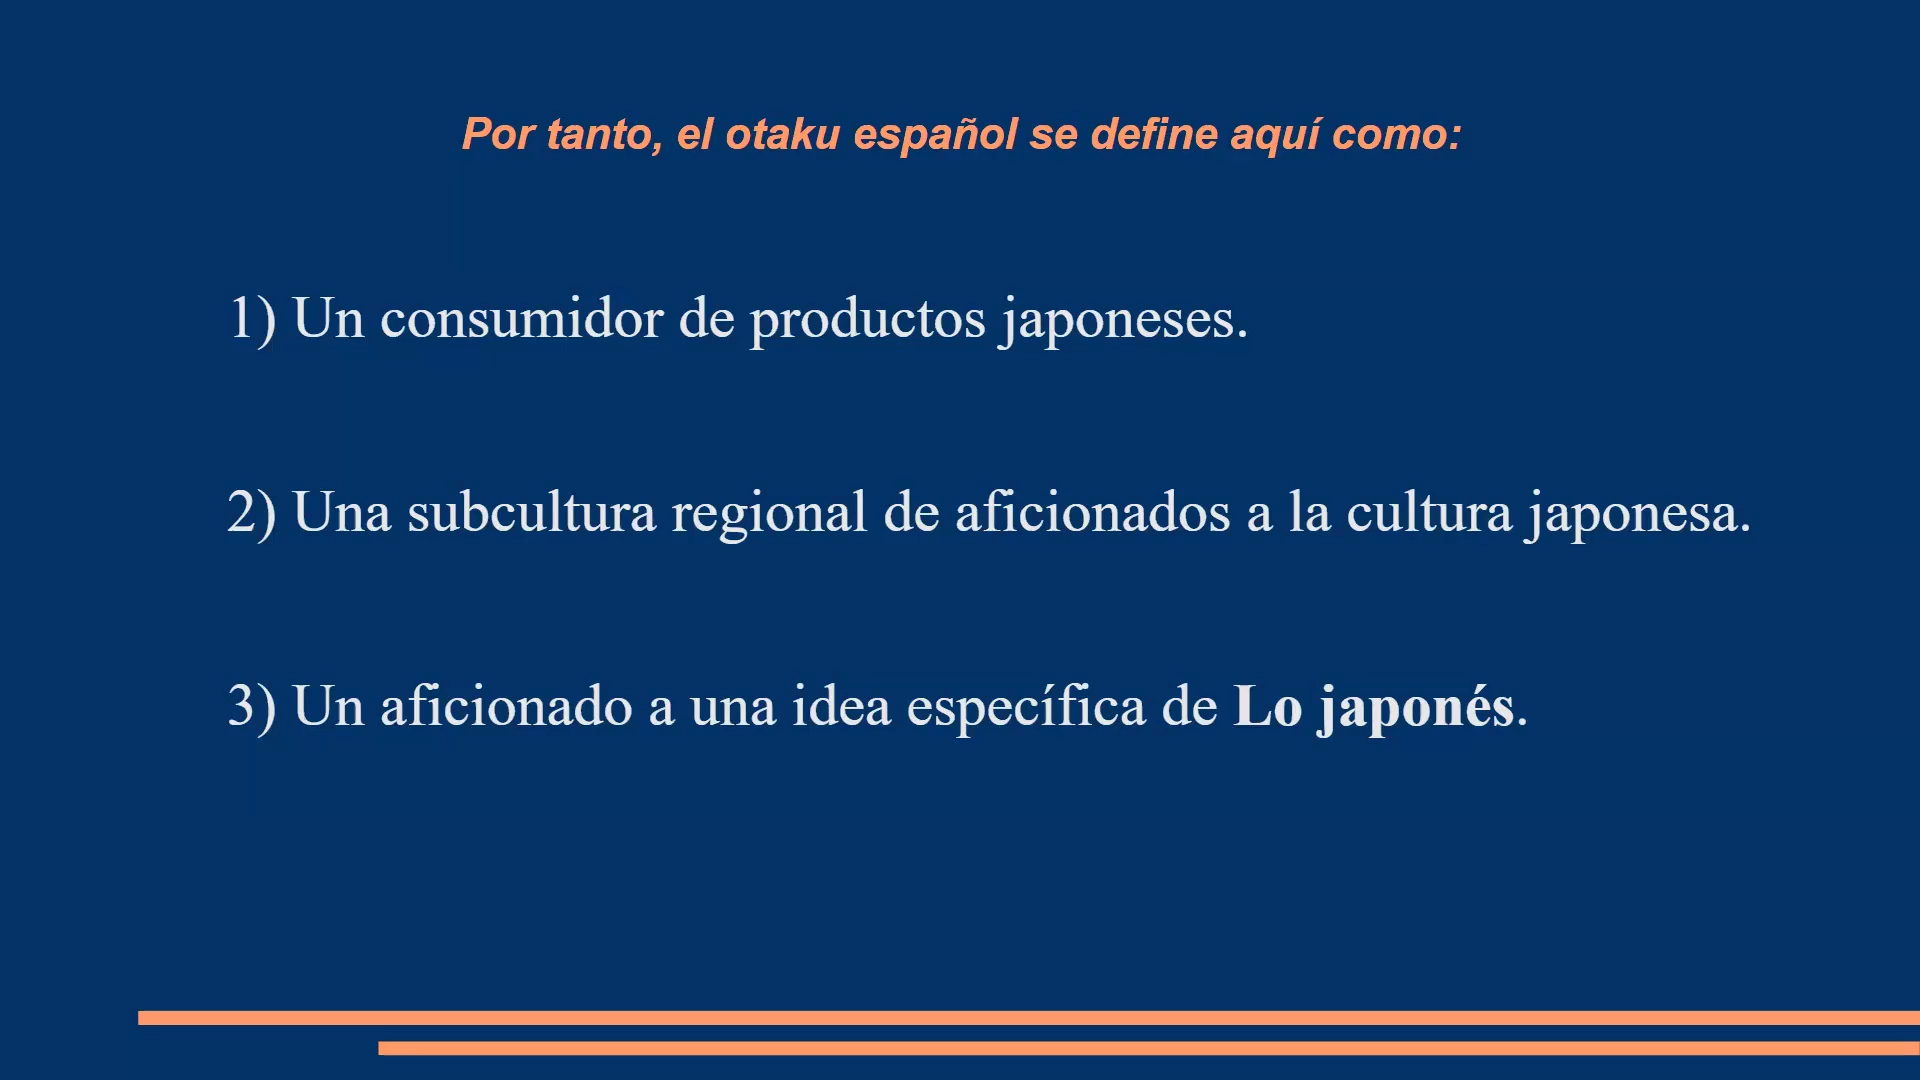 Por tanto, el otaku español se define aquí como:
1) Un consumidor de productos japoneses.
2) Una subcultura regional de aficionados a la cultura japonesa.
3) Un aficionado a una idea específica de Lo japonés.